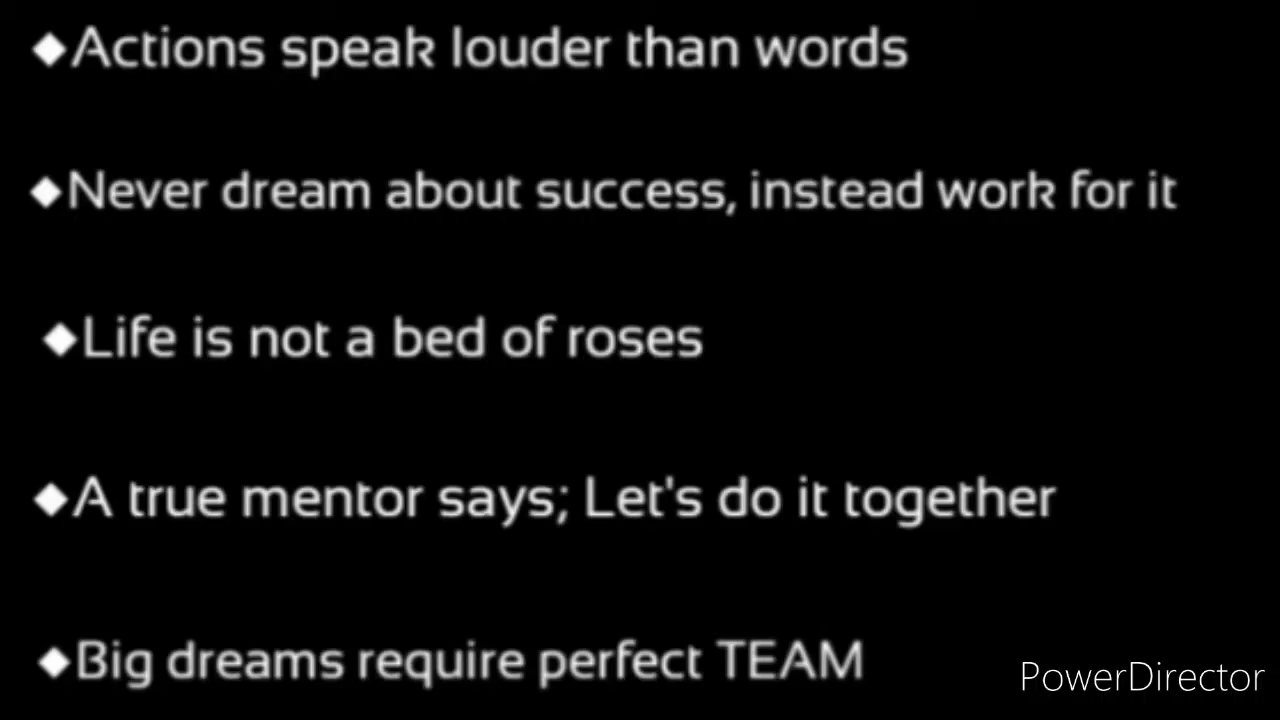 ◆Actions speak louder than words
◆Never dream about success, instead work for it
◆Life is not a bed of roses
◆A true mentor says; Let's do it together
◆Big dreams require perfect TEAM
PowerDirector